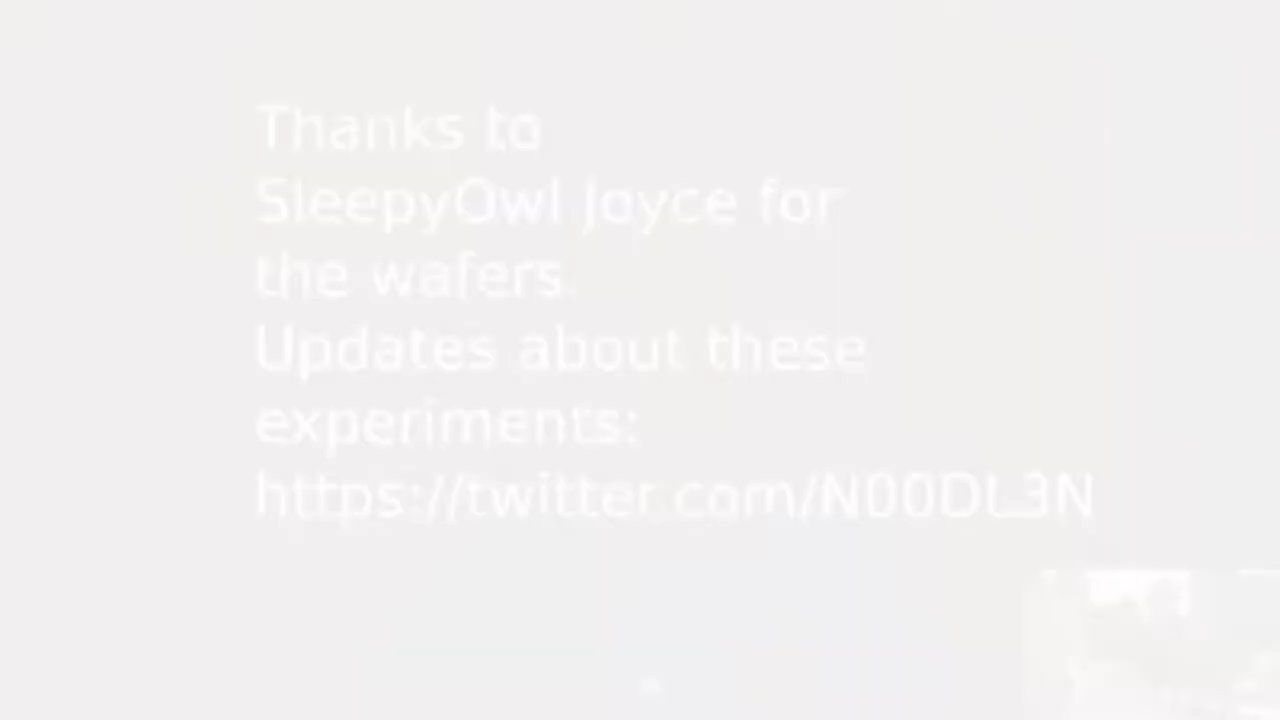 Thanks to
SleepyOwl Joyce for
the wafers.
Updates about these
experiments:
https://twitter.com/N00DL3N